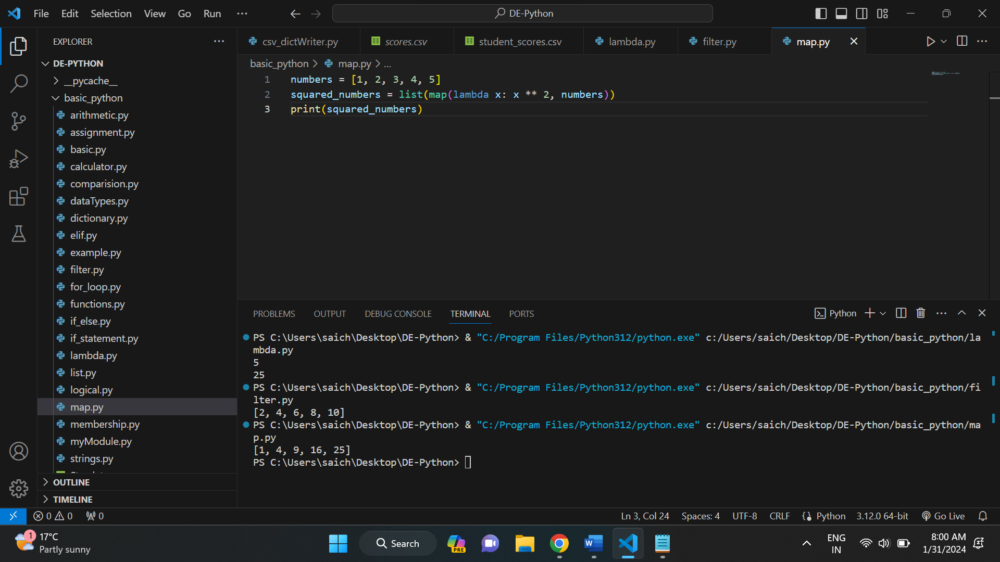 File Edit Selection View Go Run ···
DE-Python
EXPLORER ···
csv_dictWriter.py scores.csv student_scores.csv lambda.py filter.py map.py
DE-PYTHON
basic_python > map.py > ...
__pycache__
basic_python
arithmetic.py
assignment.py
basic.py
calculator.py
comparision.py
dataTypes.py
dictionary.py
elif.py
example.py
filter.py
for_loop.py
functions.py
if_else.py
if_statement.py
lambda.py
list.py
logical.py
map.py
membership.py
myModule.py
strings.py
OUTLINE
TIMELINE
1 numbers = [1, 2, 3, 4, 5]
2 squared_numbers = list(map(lambda x: x ** 2, numbers))
3 print(squared_numbers)
PROBLEMS OUTPUT DEBUG CONSOLE TERMINAL PORTS
Python
PS C:\Users\saich\Desktop\DE-Python> & "C:/Program Files/Python312/python.exe" c:/Users/saich/Desktop/DE-Python/basic_python/la
mbda.py
5
25
PS C:\Users\saich\Desktop\DE-Python> & "C:/Program Files/Python312/python.exe" c:/Users/saich/Desktop/DE-Python/basic_python/fi
lter.py
[2, 4, 6, 8, 10]
PS C:\Users\saich\Desktop\DE-Python> & "C:/Program Files/Python312/python.exe" c:/Users/saich/Desktop/DE-Python/basic_python/ma
p.py
[1, 4, 9, 16, 25]
PS C:\Users\saich\Desktop\DE-Python>
0 0 0
Ln 3, Col 24 Spaces: 4 UTF-8 CRLF Python 3.12.0 64-bit Go Live
1
17°C
Partly sunny
Search
PRE
W
ENG
IN
8:00 AM
1/31/2024